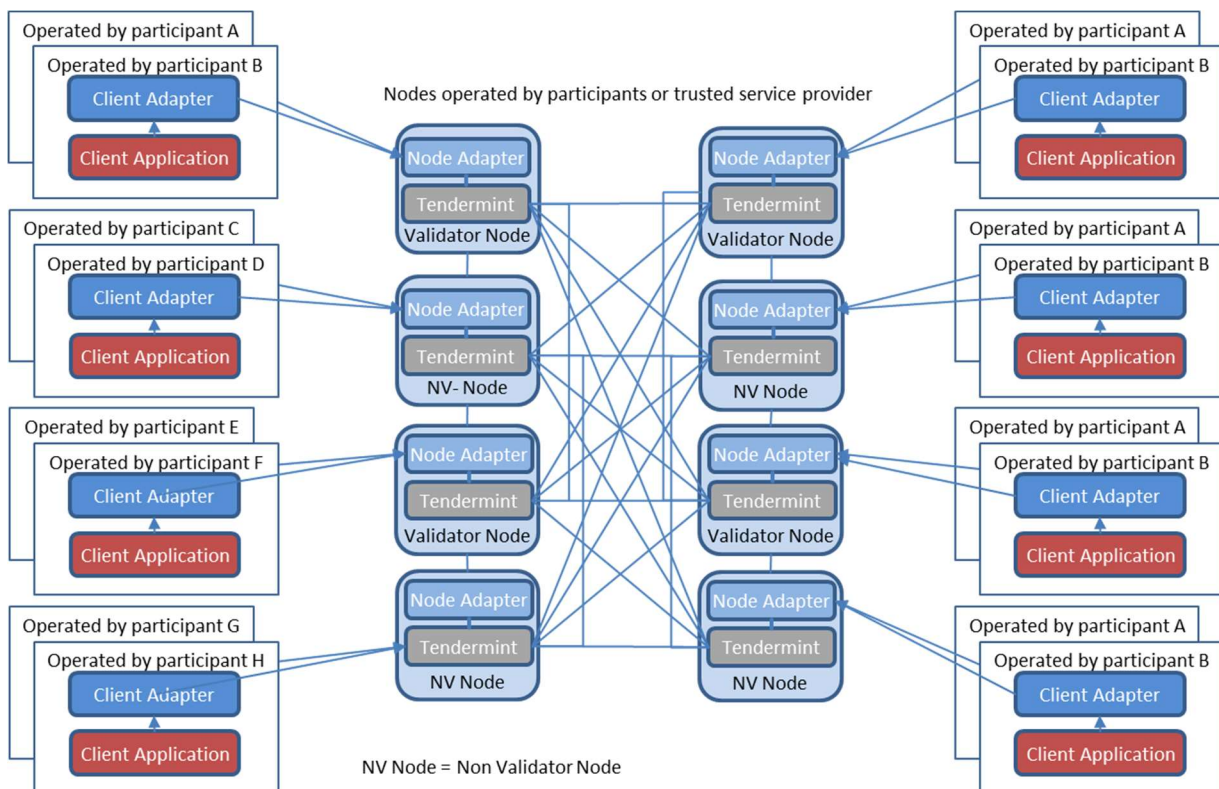 Operated by participant A
Operated by participant B
Client Adapter
Client Application
Operated by participant C
Operated by participant D
Client Adapter
Client Application
Operated by participant E
Operated by participant F
Client Adapter
Client Application
Operated by participant G
Operated by participant H
Client Adapter
Client Application
Nodes operated by participants or trusted service provider
Node Adapter
Tendermint
Validator Node
Node Adapter
Tendermint
NV- Node
Node Adapter
Tendermint
Validator Node
Node Adapter
Tendermint
NV Node
Node Adapter
Tendermint
Validator Node
Node Adapter
Tendermint
NV Node
Node Adapter
Tendermint
Validator Node
Node Adapter
Tendermint
NV Node
NV Node = Non Validator Node
Operated by participant A
Operated by participant B
Client Adapter
Client Application
Operated by participant A
Operated by participant B
Client Adapter
Client Application
Operated by participant A
Operated by participant B
Client Adapter
Client Application
Operated by participant A
Operated by participant B
Client Adapter
Client Application